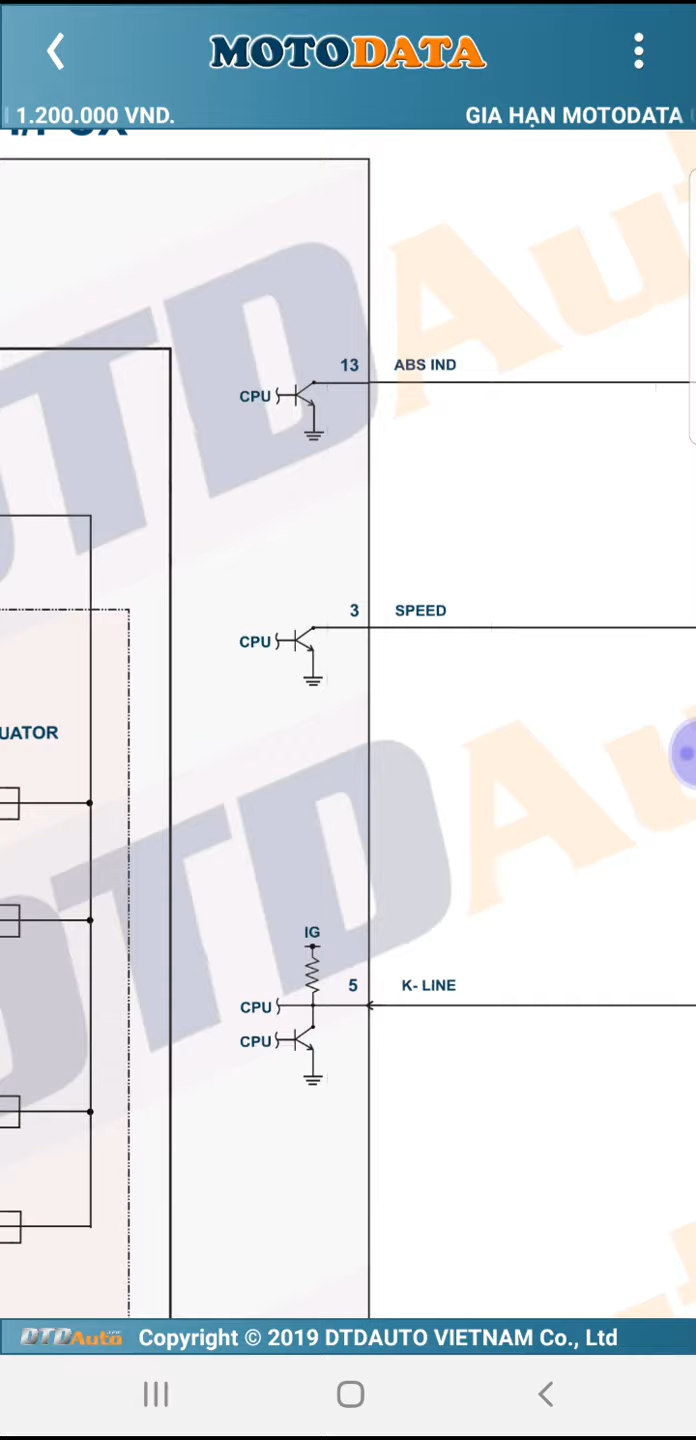 MOTODATA
1.200.000 VND.
GIA HẠN MOTODATA
13 ABS IND
CPU
3 SPEED
CPU
UATOR
IG
5 K- LINE
CPU
CPU
DTDAuto Copyright © 2019 DTDAUTO VIETNAM Co., Ltd